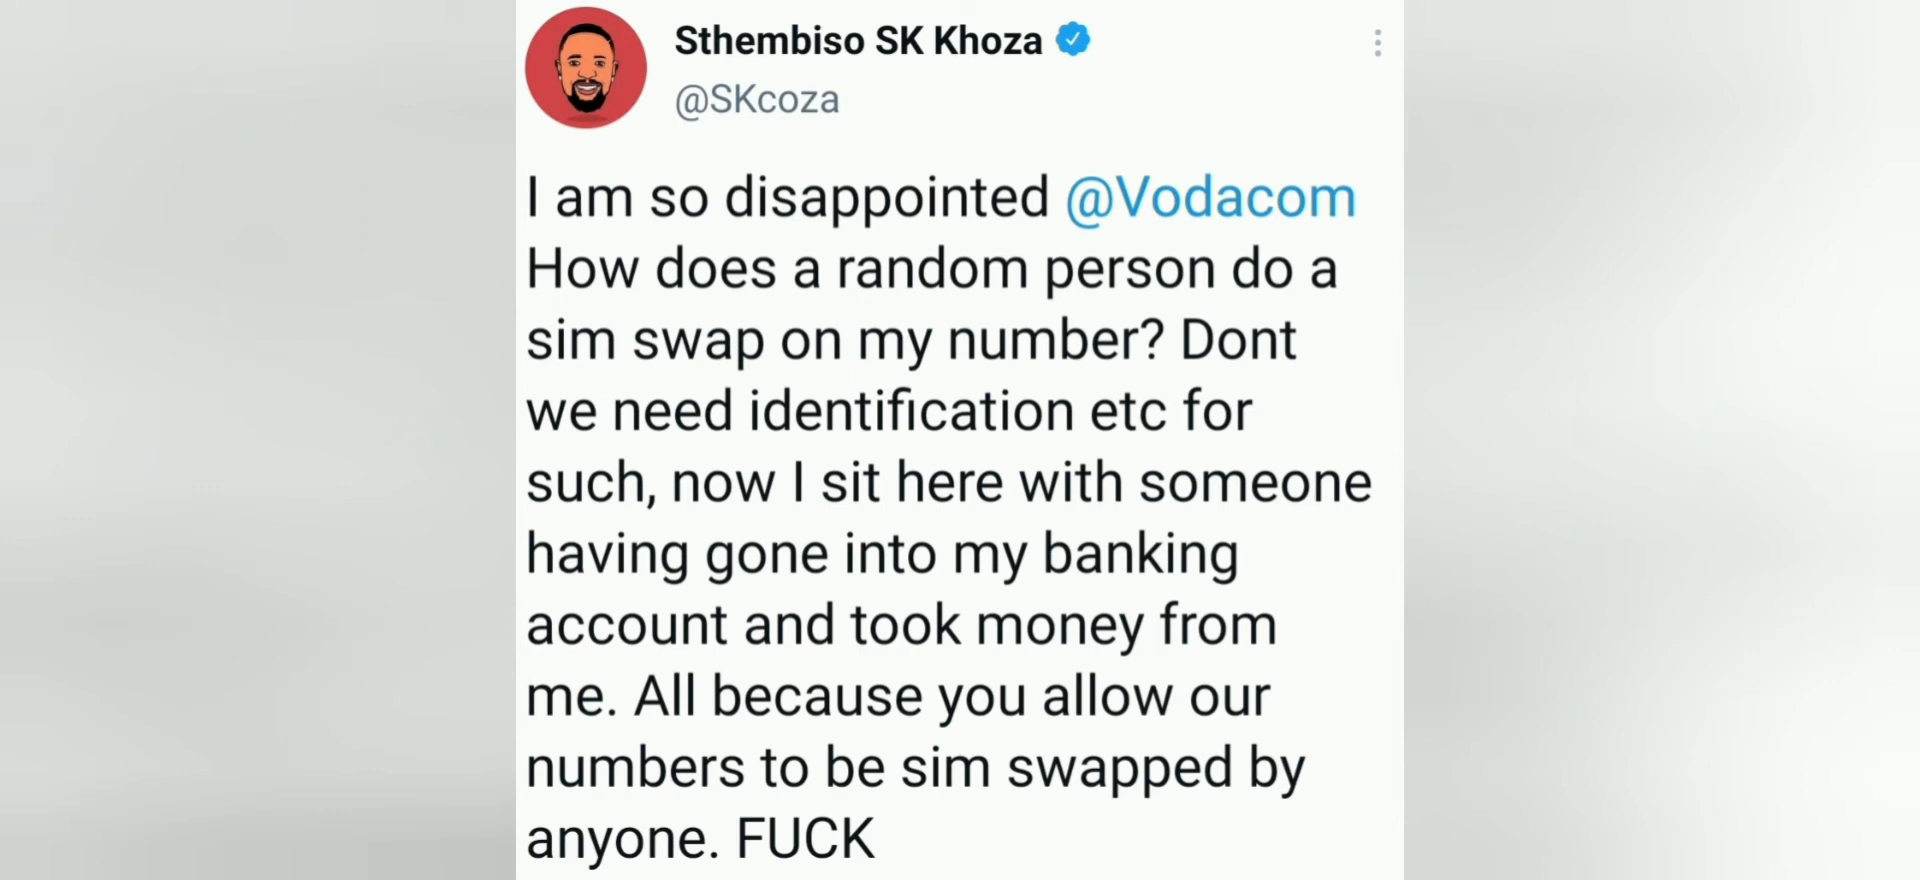 Sthembiso SK Khoza
@SKcoza
I am so disappointed @Vodacom
How does a random person do a
sim swap on my number? Dont
we need identification etc for
such, now I sit here with someone
having gone into my banking
account and took money from
me. All because you allow our
numbers to be sim swapped by
anyone. FUCK